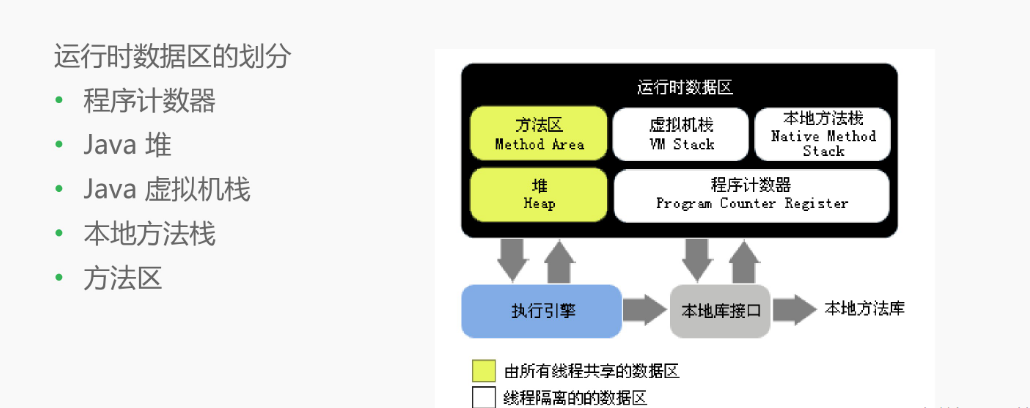 运行时数据区的划分
• 程序计数器
• Java 堆
• Java 虚拟机栈
• 本地方法栈
• 方法区
运行时数据区
方法区
Method Area
虚拟机栈
VM Stack
本地方法栈
Native Method
Stack
堆
Heap
程序计数器
Program Counter Register
执行引擎
本地库接口
本地方法库
由所有线程共享的数据区
线程隔离的的数据区